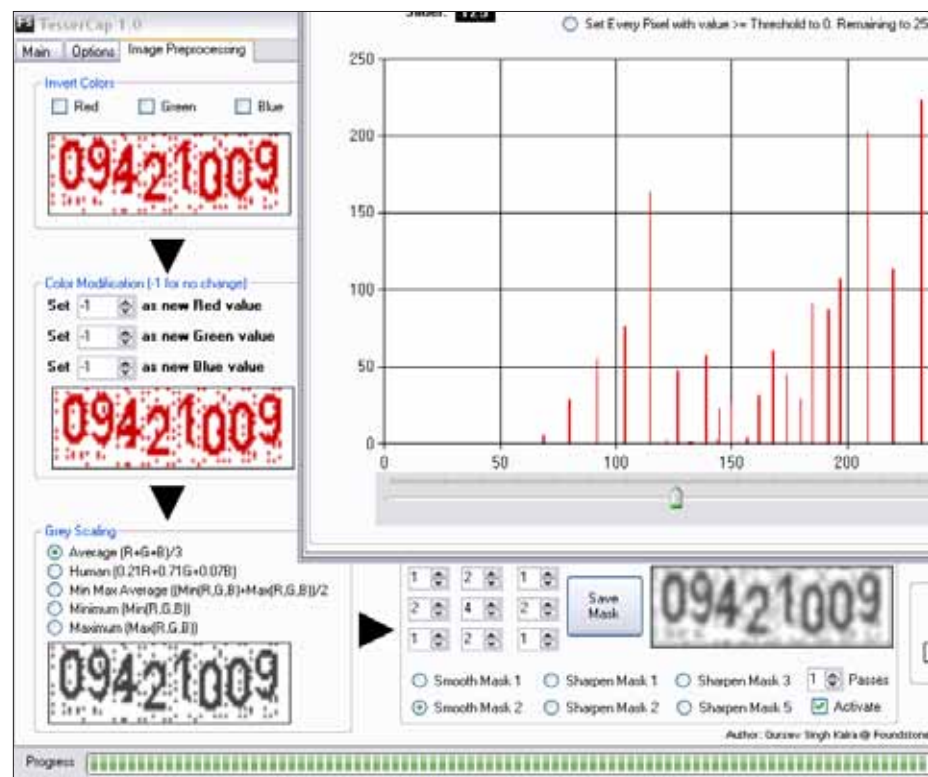 TesserCap 1.0
Main Options Image Preprocessing
Invert Colors
Red Green Blue
09421009
Color Modification (-1 for no change)
Set -1 as new Red value
Set -1 as new Green value
Set -1 as new Blue value
09421009
Grey Scaling
Average (R+G+B)/3
Human (0.21R+0.71G+0.07B)
Min Max Average ((Min(R,G,B)+Max(R,G,B))/2
Minimum (Min(R,G,B))
Maximum (Max(R,G,B))
09421009
Set Every Pixel with value >= Threshold to 0. Remaining to 25
250
200
150
100
50
0
0 50 100 150 200
1 2 1
2 4 2
1 2 1
Save Mask
09421009
Smooth Mask 1 Sharpen Mask 1 Sharpen Mask 3 1 Passes
Smooth Mask 2 Sharpen Mask 2 Sharpen Mask 5 Activate
Author: Gursev Singh Kalra @ Foundstone
Progress